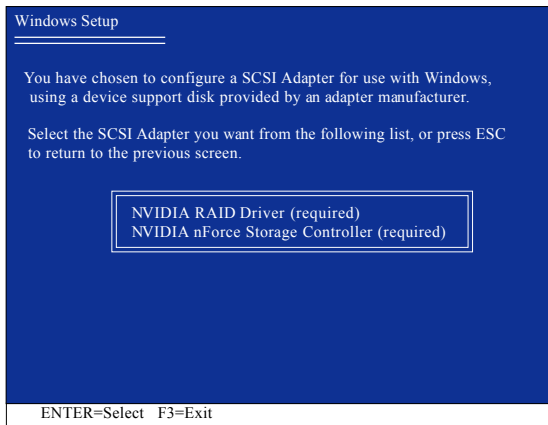 Windows Setup
You have chosen to configure a SCSI Adapter for use with Windows,
using a device support disk provided by an adapter manufacturer.
Select the SCSI Adapter you want from the following list, or press ESC
to return to the previous screen.
NVIDIA RAID Driver (required)
NVIDIA nForce Storage Controller (required)
ENTER=Select F3=Exit